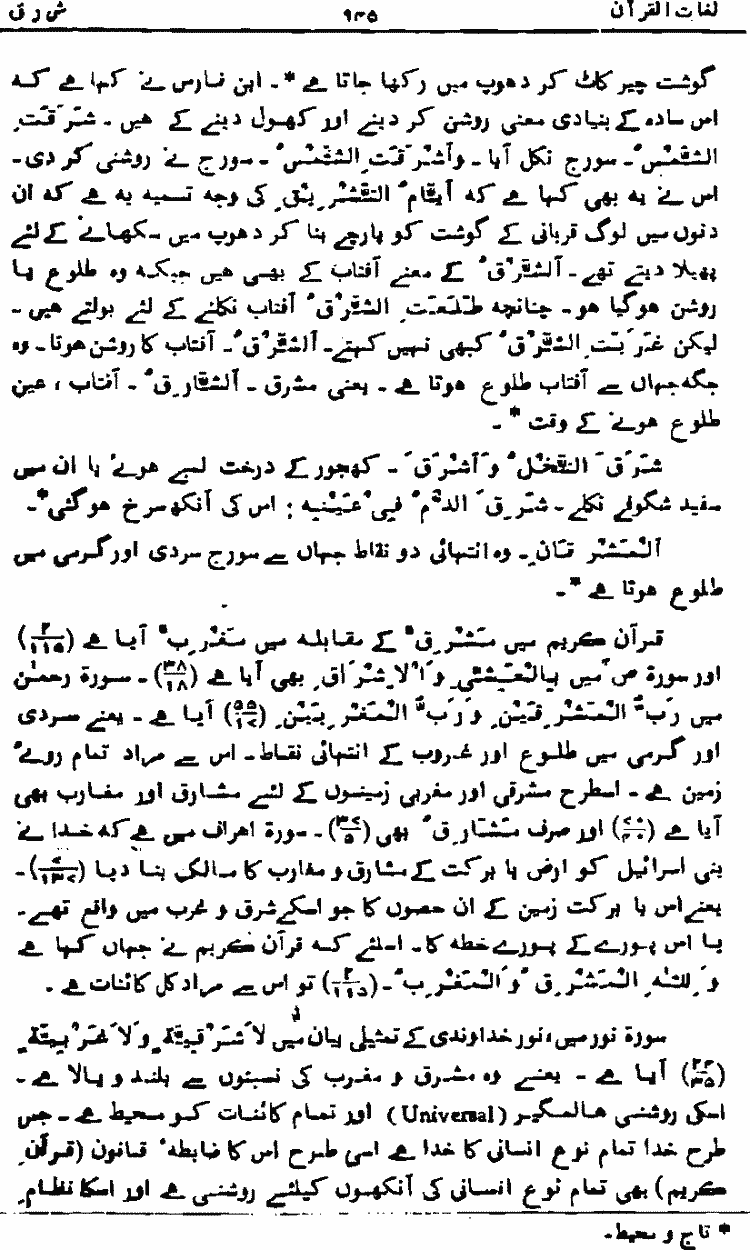 لغات القرآن ۹۳۵ ش ر ق
گوشت چیر کاٹ کر دھوپ میں رکھا جاتا ہے*۔ ابن فارس نے کہا ہے کہ
اس مادہ کے بنیادی معنی روشن کر دینے اور کھول دینے کے ہیں۔ شَرَقَتِ
الشَّمْسُ۔ سورج نکل آیا۔ وَأَشْرَقَتِ الشَّمْسُ۔ سورج نے روشنی کر دی۔
اس نے یہ بھی کہا ہے کہ اَیَّامُ التَّشْرِیْقِ کی وجہ تسمیہ یہ ہے کہ ان
دنوں میں لوگ قربانی کے گوشت کو پارچے بنا کر دھوپ میں سکھانے کے لئے
پھیلا دیتے تھے۔ اَلشَّرْقُ کے معنے آفتاب کے بھی ہیں جبکہ وہ طلوع یا
روشن ہوگیا ہو۔ چنانچہ طَلَعَتِ الشَّرْقُ آفتاب نکلنے کے لئے بولتے ہیں۔
لیکن غَرَبَتِ الشَّرْقُ کبھی نہیں کہتے۔ اَلشَّرْقُ۔ آفتاب کا روشن ہونا۔ وہ
جگہ جہاں سے آفتاب طلوع ہوتا ہے۔ یعنی مشرق۔ اَلشَّارِقُ۔ آفتاب، عین
طلوع ہونے کے وقت*۔
شَرَقَ النَّخْلُ وَاَشْرَقَ۔ کھجور کے درخت لمبے ہوئے یا ان میں
سفید شگوفے نکلے۔ شَرِقَ الدَّمُ فِیْ عَیْنِہٖ : اس کی آنکھ سرخ ہو گئی*۔
اَلْمَشْرِقَانِ۔ وہ انتہائی دو نقاط جہاں سے سورج سردی اور گرمی میں
طلوع ہوتا ہے*۔
قرآن کریم میں مَشْرِقٌ کے مقابلہ میں مَغْرِبٌ آیا ہے (۲/۱۱۵)
اور سورۃ صٓ میں بِالْعَشِیِّ وَالْاِشْرَاقِ بھی آیا ہے (۳۸/۱۸)۔ سورۃ رحمٰن
میں رَبُّ الْمَشْرِقَیْنِ وَرَبُّ الْمَغْرِبَیْنِ (۵۵/۱۷) آیا ہے۔ یعنے سردی
اور گرمی میں طلوع اور غروب کے انتہائی نقاط۔ اس سے مراد تمام روئے
زمین ہے۔ اسطرح مشرقی اور مغربی زمینوں کے لئے مشارق اور مغارب بھی
آیا ہے (۷۰/۴۰) اور صرف مَشَارِقُ بھی (۳۷/۵)۔ سورۃ اعراف میں ہے کہ خدا نے
بنی اسرائیل کو ارض با برکت کے مشارق و مغارب کا مالک بنا دیا (۷/۱۳۷)۔
یعنے اس با برکت زمین کے ان حصوں کا جو اسکے شرق و غرب میں واقع تھے۔
یا اس پورے کے پورے خطہ کا۔ اسلئے کہ قرآن کریم نے جہاں کہا ہے
وَ لِلّٰہِ الْمَشْرِقُ وَالْمَغْرِبُ۔ (۲/۱۱۵) تو اس سے مراد کل کائنات ہے۔
سورۃ نور میں، نور خداوندی کے تمثیلی بیان میں لَا شَرْقِیَّةٍ وَّلَا غَرْبِیَّةٍ
(۲۴/۳۵) آیا ہے۔ یعنے وہ مشرق و مغرب کی نسبتوں سے بلند و بالا ہے۔
اسکی روشنی عالمگیر (Universal) اور تمام کائنات کو محیط ہے۔ جس
طرح خدا تمام نوع انسانی کا خدا ہے اسی طرح اس کا ضابطۂ قانون (قرآن
کریم) بھی تمام نوع انسانی کی آنکھوں کیلئے روشنی ہے اور اسکا نظام
* تاج و محیط۔